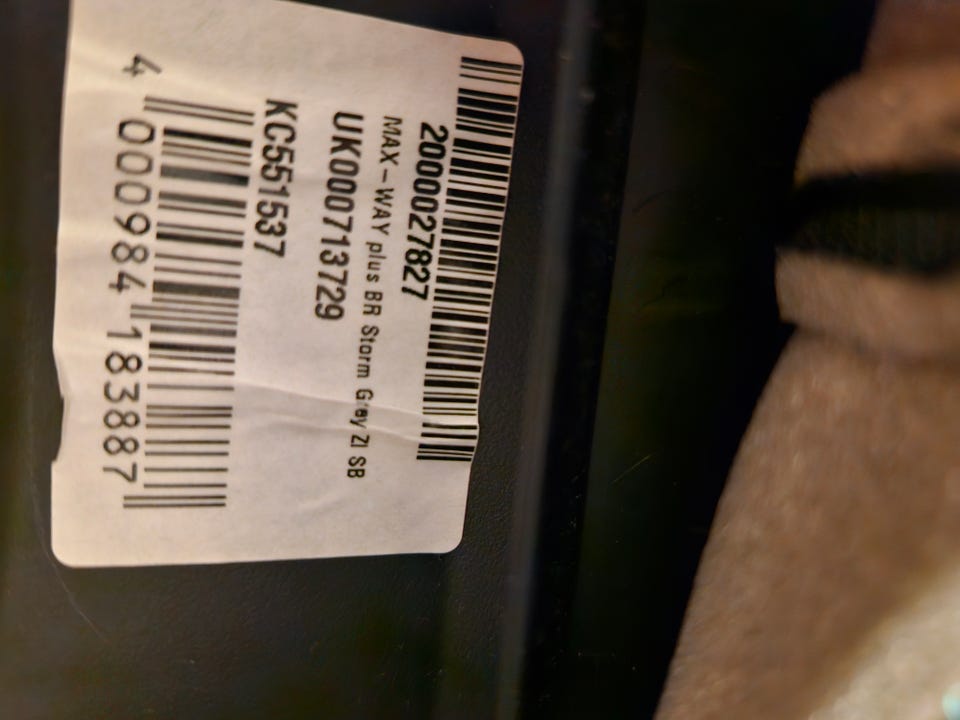 2000027827
MAX-WAY plus BR Storm Grey ZI SB
UK000713729
KC551537
4 000984 183887